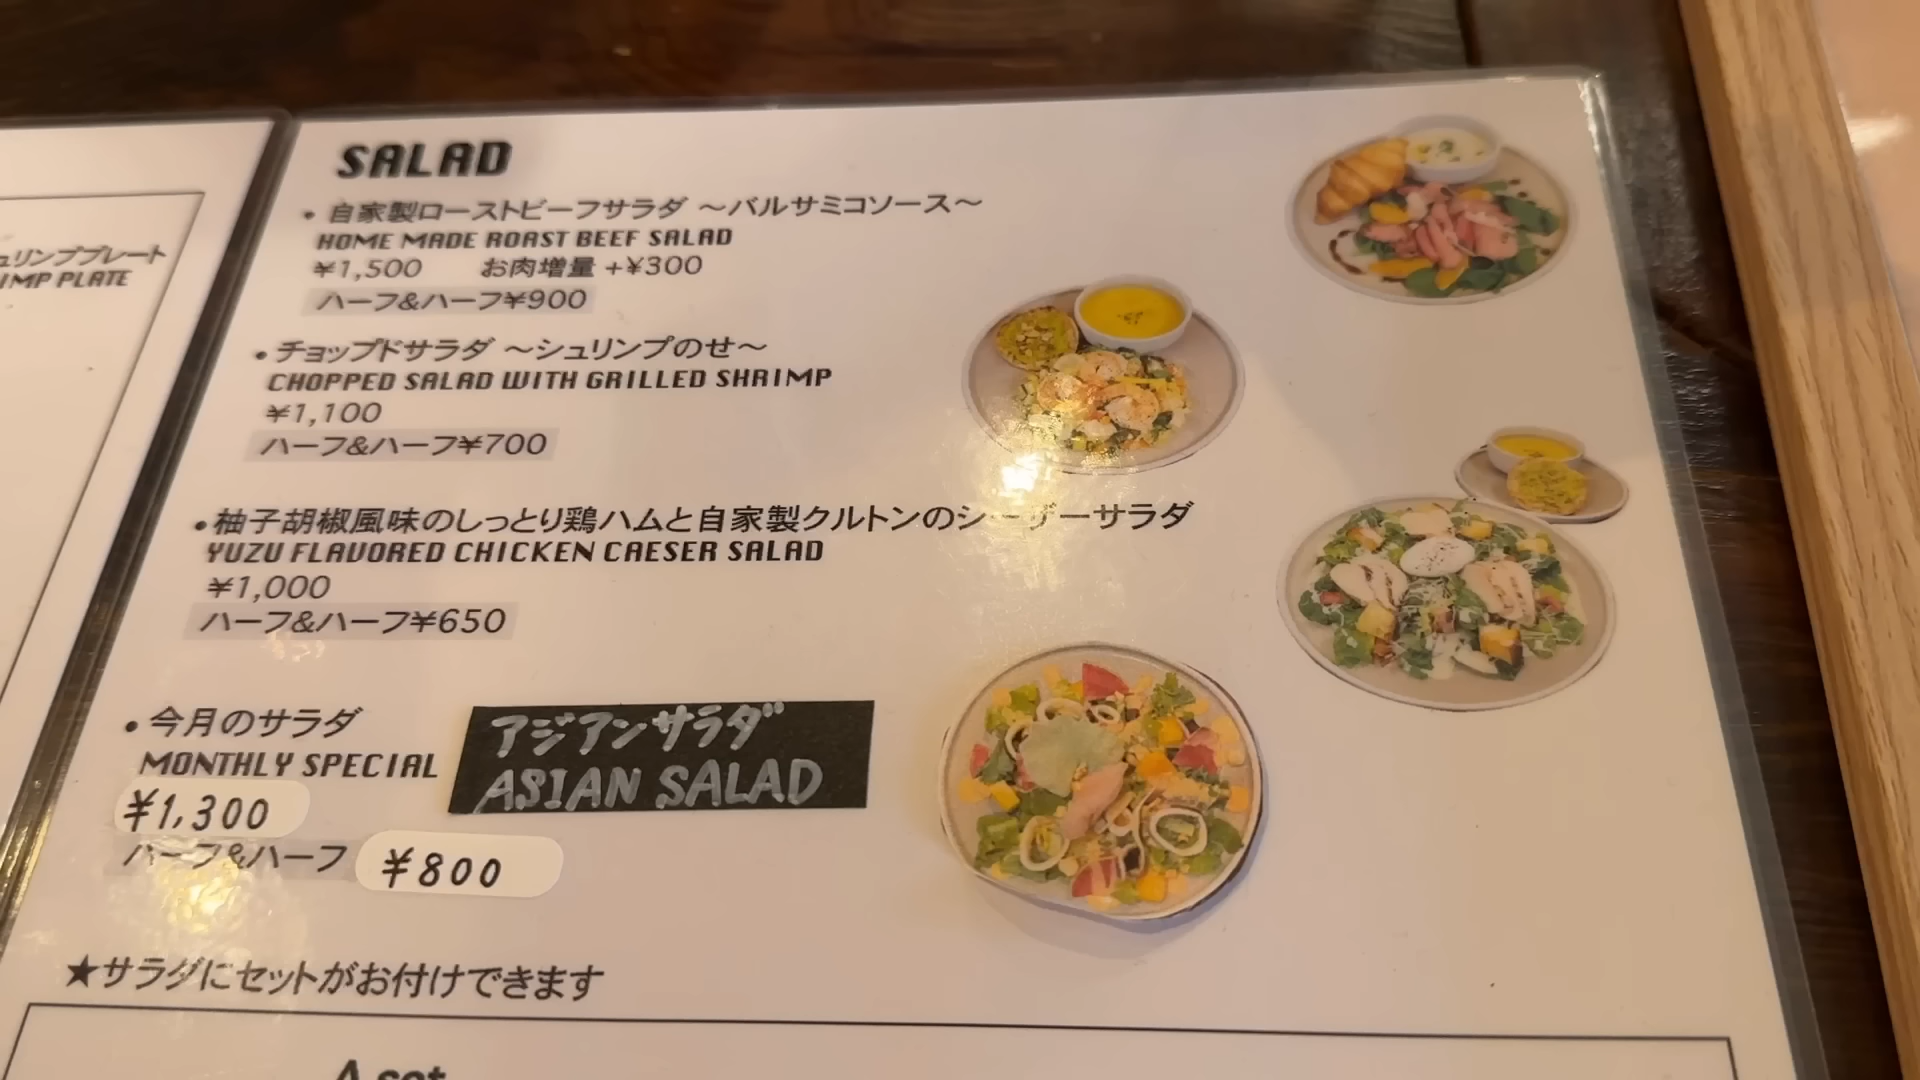 ュリンププレート
IMP PLATE
SALAD
• 自家製ローストビーフサラダ ～バルサミコソース～
HOME MADE ROAST BEEF SALAD
¥1,500 お肉増量 +¥300
ハーフ&ハーフ¥900
• チョップドサラダ ～シュリンプのせ～
CHOPPED SALAD WITH GRILLED SHRIMP
¥1,100
ハーフ&ハーフ¥700
• 柚子胡椒風味のしっとり鶏ハムと自家製クルトンのシーザーサラダ
YUZU FLAVORED CHICKEN CAESER SALAD
¥1,000
ハーフ&ハーフ¥650
• 今月のサラダ
MONTHLY SPECIAL
アジアンサラダ
ASIAN SALAD
¥1,300
ハーフ&ハーフ ¥800
★サラダにセットがお付けできます
A set